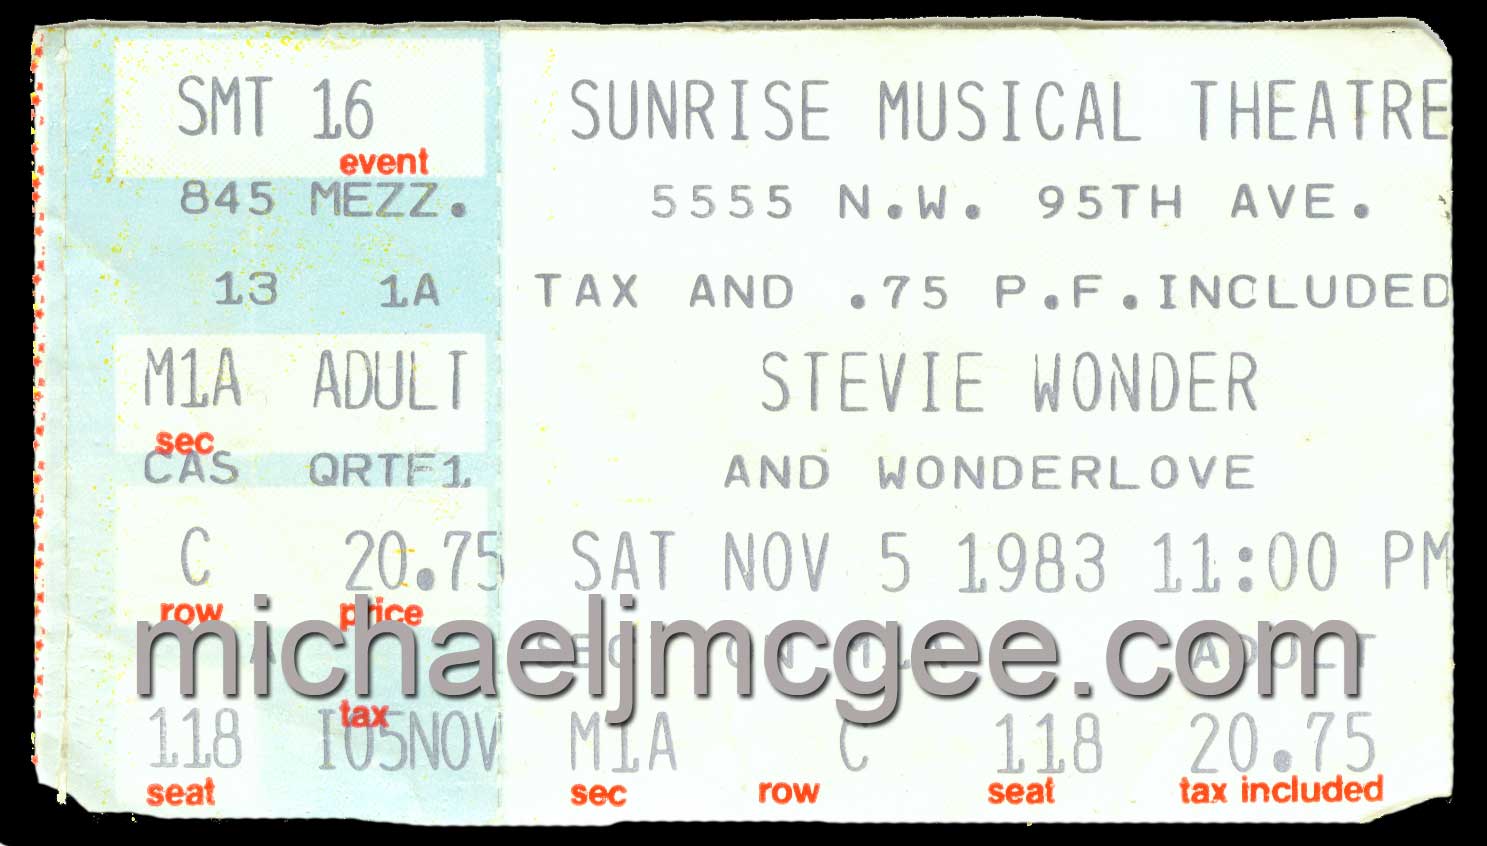 SMT 16
event
845 MEZZ.
13 1A
M1A ADULT
sec
CAS QRTF1
C 20.75
row price
A
tax
118 I05NOV
seat
SUNRISE MUSICAL THEATRE
5555 N.W. 95TH AVE.
TAX AND .75 P.F.INCLUDED
STEVIE WONDER
AND WONDERLOVE
SAT NOV 5 1983 11:00 PM
michaeljmcgee.com
SECTION ADULT
M1A C 118 20.75
sec row seat tax included